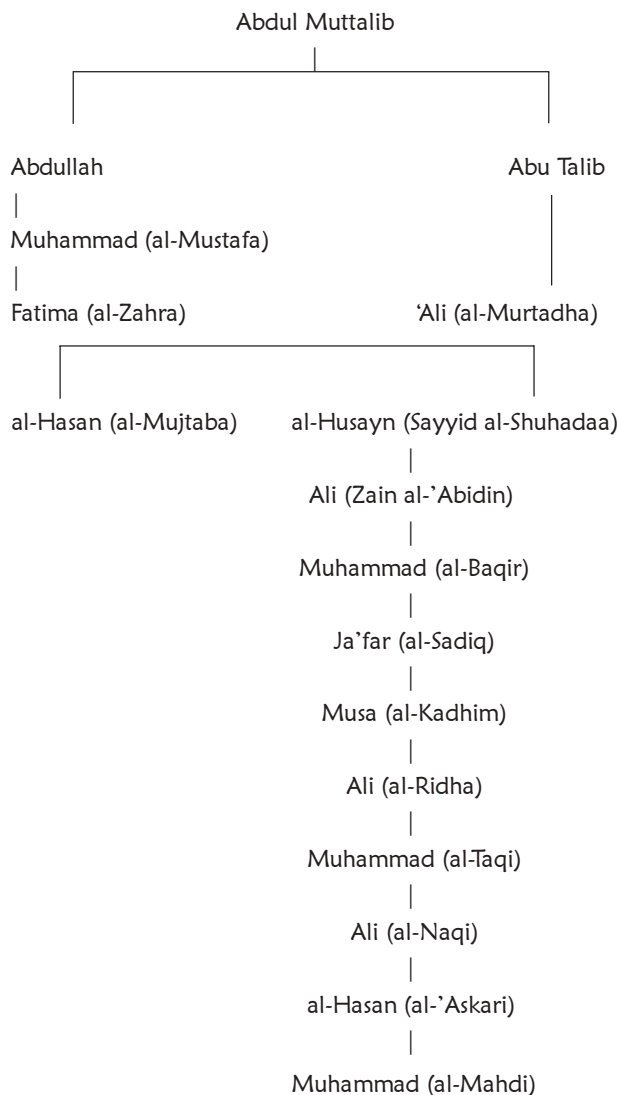 Abdul Muttalib
Abdullah Abu Talib
Muhammad (al-Mustafa)
Fatima (al-Zahra) ‘Ali (al-Murtadha)
al-Hasan (al-Mujtaba) al-Husayn (Sayyid al-Shuhadaa)
Ali (Zain al-’Abidin)
Muhammad (al-Baqir)
Ja’far (al-Sadiq)
Musa (al-Kadhim)
Ali (al-Ridha)
Muhammad (al-Taqi)
Ali (al-Naqi)
al-Hasan (al-’Askari)
Muhammad (al-Mahdi)